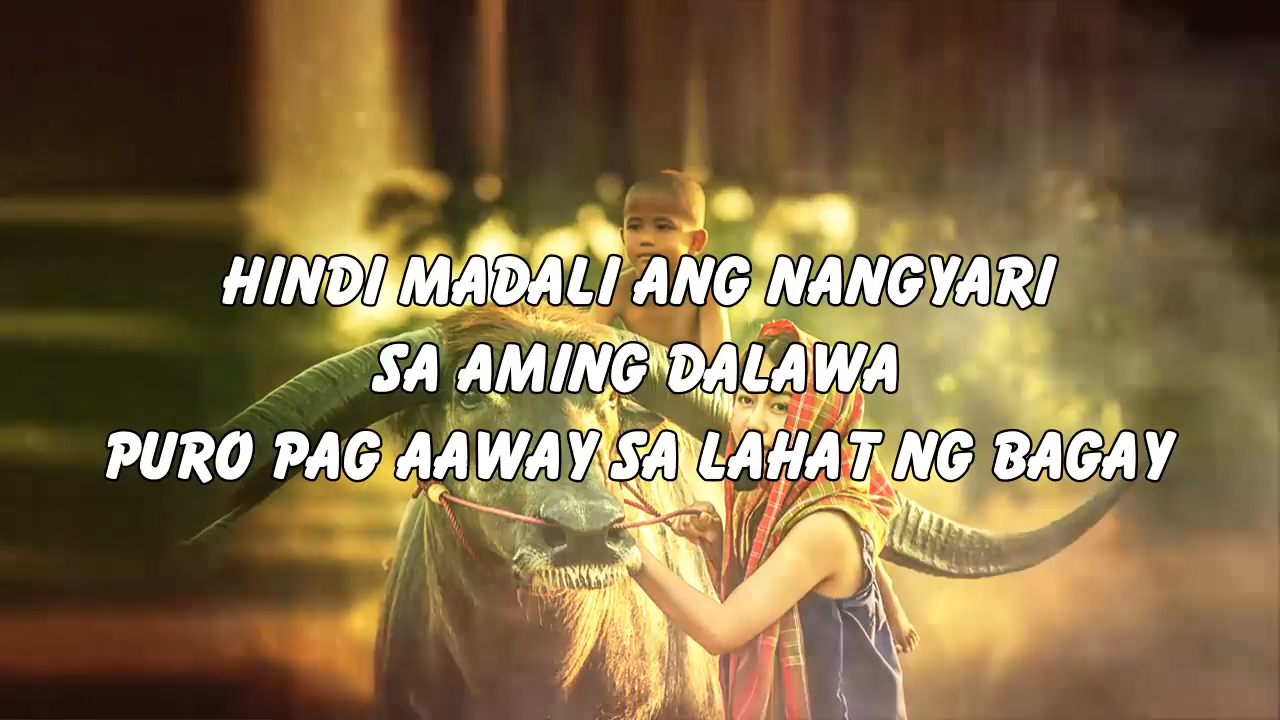 HINDI MADALI ANG NANGYARI
SA AMING DALAWA
PURO PAG AAWAY SA LAHAT NG BAGAY